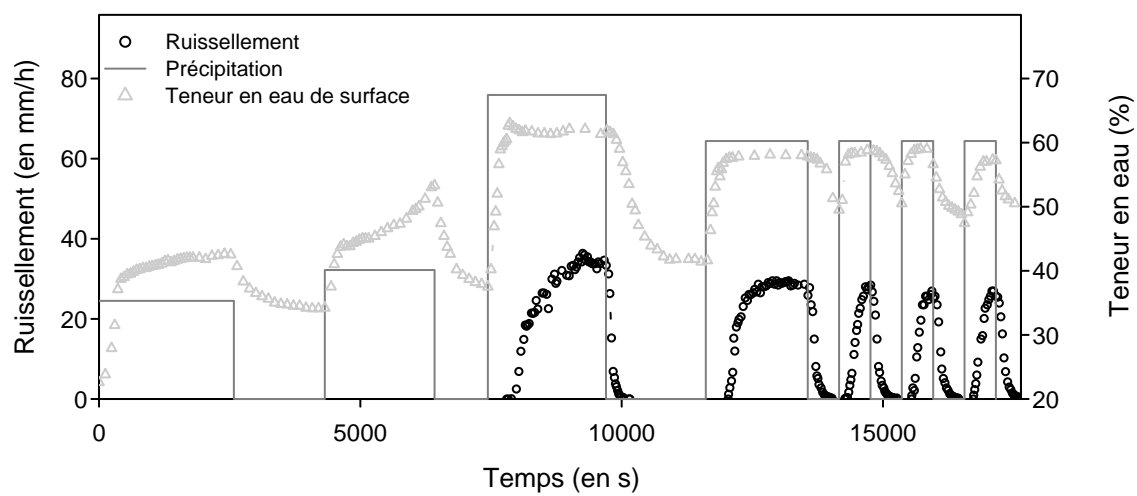 Ruissellement
Précipitation
Teneur en eau de surface
Ruissellement (en mm/h)
80
60
40
20
0
70
60
50
40
30
20
Teneur en eau (%)
0 5000 10000 15000
Temps (en s)